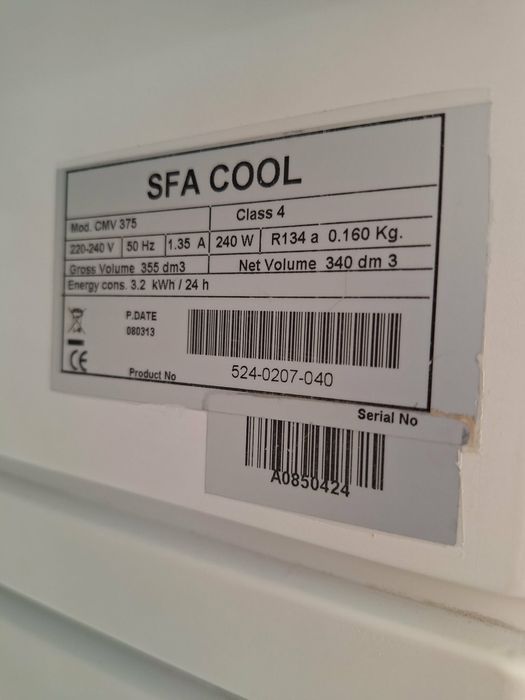 SFA COOL
Mod. CMV 375 Class 4
220-240 V 50 Hz 1.35 A 240 W R134 a 0.160 Kg.
Gross Volume 355 dm3 Net Volume 340 dm 3
Energy cons. 3.2 kWh / 24 h
P.DATE
080313
CE
Product No 524-0207-040
Serial No
A0850424